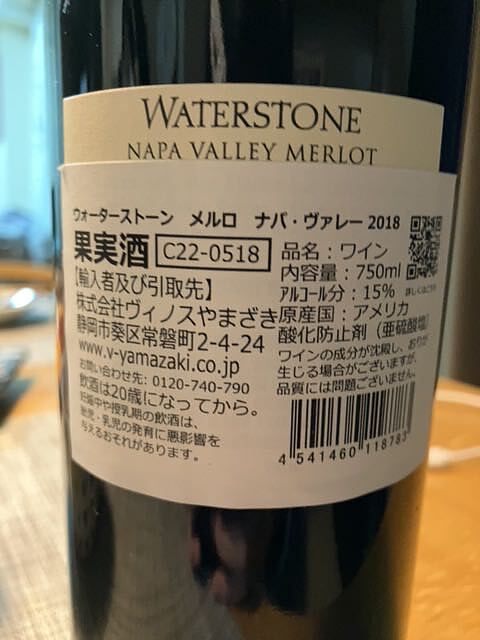 WATERSTONE
NAPA VALLEY MERLOT
ウォーターストーン メルロ ナパ・ヴァレー 2018
果実酒 C22-0518
【輸入者及び引取先】
株式会社ヴィノスやまざき
静岡市葵区常磐町2-4-24
www.v-yamazaki.co.jp
お問い合わせ先: 0120-740-790
飲酒は20歳になってから。
妊娠中や授乳期の飲酒は、
胎児・乳児の発育に悪影響を
与えるおそれがあります。
品名:ワイン
内容量:750ml
アルコール分:15%
詳しくはこちら
原産国:アメリカ
酸化防止剤(亜硫酸塩)
ワインの成分が沈殿し、おりが
生じる場合がございますが、
品質には問題ございません。
4 541460 118783